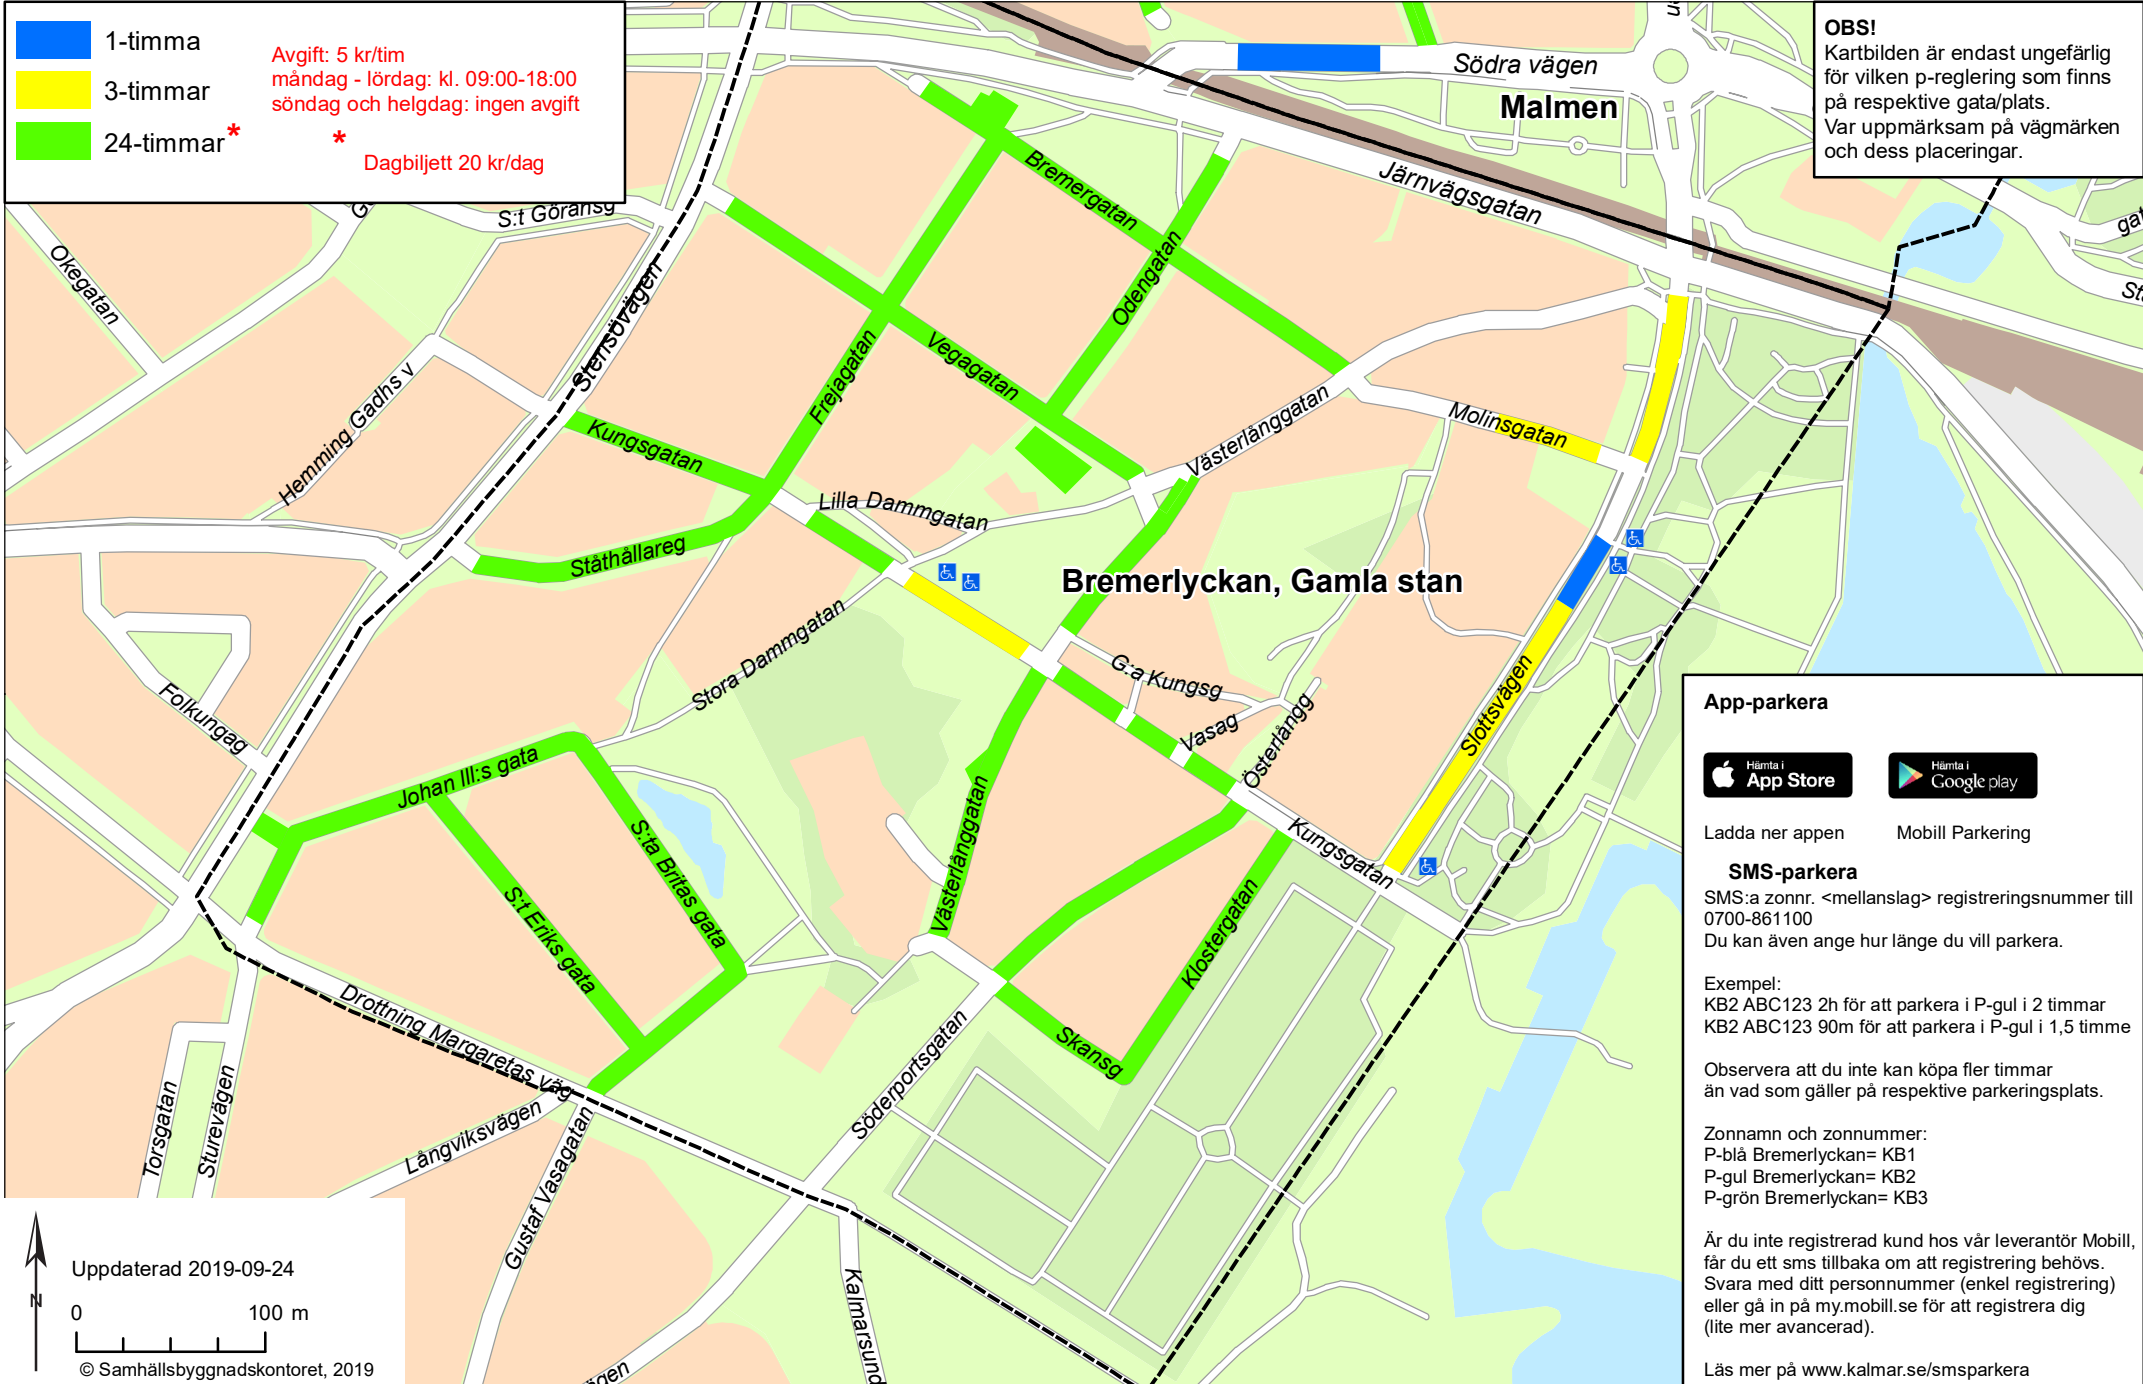 1-timma
3-timmar
24-timmar*
Avgift: 5 kr/tim
måndag - lördag: kl. 09:00-18:00
söndag och helgdag: ingen avgift
*
Dagbiljett 20 kr/dag
OBS!
Kartbilden är endast ungefärlig
för vilken p-reglering som finns
på respektive gata/plats.
Var uppmärksam på vägmärken
och dess placeringar.
Södra vägen
Malmen
Järnvägsgatan
Bremergatan
Odengatan
S:t Göransg
Okegatan
Stensövägen
Hemming Gadhs v
Frejagatan
Vegagatan
Kungsgatan
Västerlånggatan
Molinsgatan
Lilla Dammgatan
Ståthållareg
Bremerlyckan, Gamla stan
Stora Dammgatan
G:a Kungsg
Vasag
Österlångg
Slottsvägen
Folkungag
Johan III:s gata
S:ta Britas gata
S:t Eriks gata
Västerlånggatan
Kungsgatan
Klostergatan
Skansg
Drottning Margaretas väg
Söderportsgatan
Långviksvägen
Gustaf Vasagatan
Torsgatan
Sturevägen
Kalmarsund
App-parkera
Hämta i
App Store
Hämta i
Google play
Ladda ner appen
Mobill Parkering
SMS-parkera
SMS:a zonnr. <mellanslag> registreringsnummer till
0700-861100
Du kan även ange hur länge du vill parkera.
Exempel:
KB2 ABC123 2h för att parkera i P-gul i 2 timmar
KB2 ABC123 90m för att parkera i P-gul i 1,5 timme
Observera att du inte kan köpa fler timmar
än vad som gäller på respektive parkeringsplats.
Zonnamn och zonnummer:
P-blå Bremerlyckan= KB1
P-gul Bremerlyckan= KB2
P-grön Bremerlyckan= KB3
Är du inte registrerad kund hos vår leverantör Mobill,
får du ett sms tillbaka om att registrering behövs.
Svara med ditt personnummer (enkel registrering)
eller gå in på my.mobill.se för att registrera dig
(lite mer avancerad).
Läs mer på www.kalmar.se/smsparkera
N
Uppdaterad 2019-09-24
0 100 m
© Samhällsbyggnadskontoret, 2019